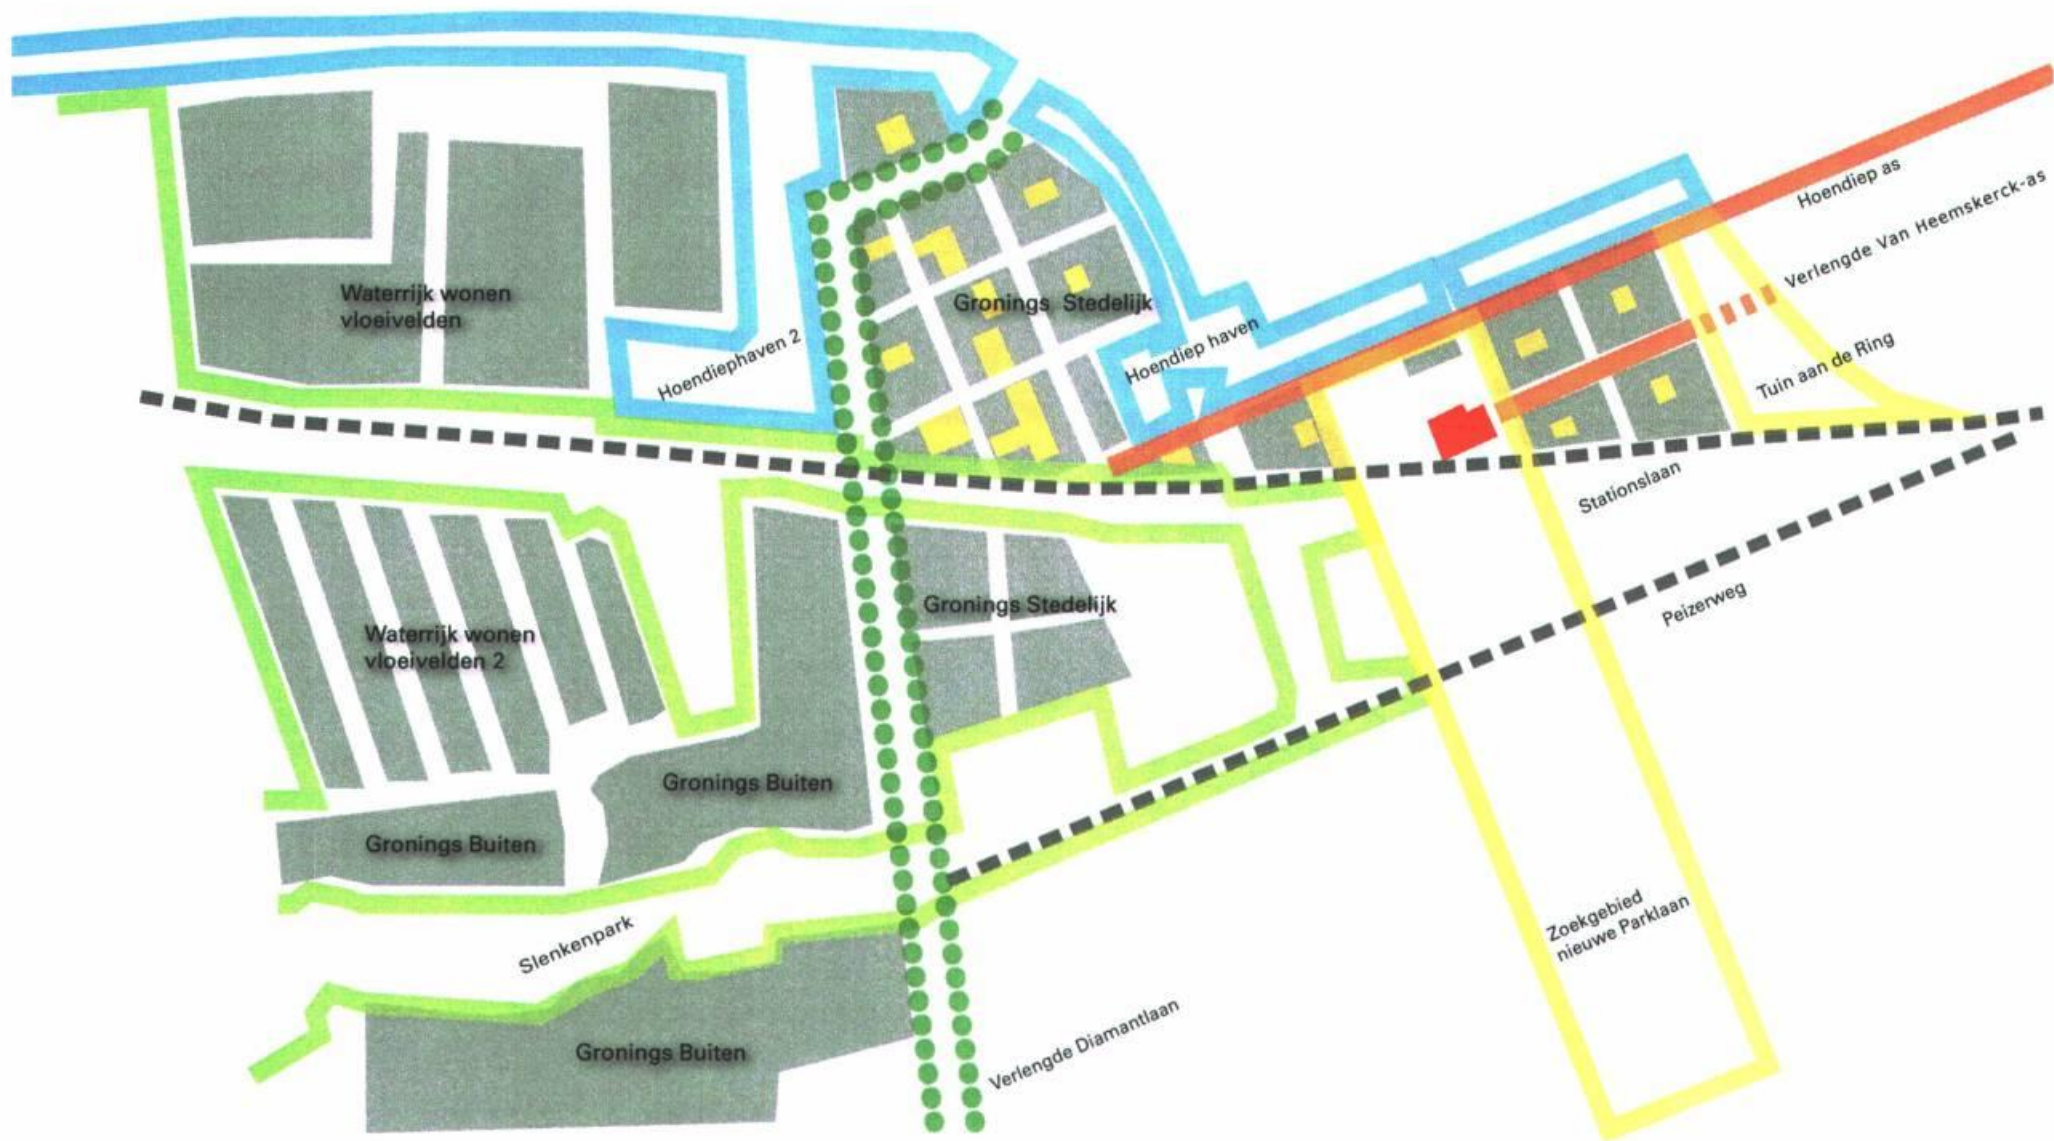 Hoendiep as
Verlengde Van Heemskerck-as
Waterrijk wonen
vloeivelden
Gronings Stedelijk
Hoendiephaven 2
Hoendiep haven
Tuin aan de Ring
Stationslaan
Peizerweg
Gronings Stedelijk
Waterrijk wonen
vloeivelden 2
Gronings Buiten
Gronings Buiten
Slenkenpark
Zoekgebied
nieuwe Parklaan
Gronings Buiten
Verlengde Diamantlaan